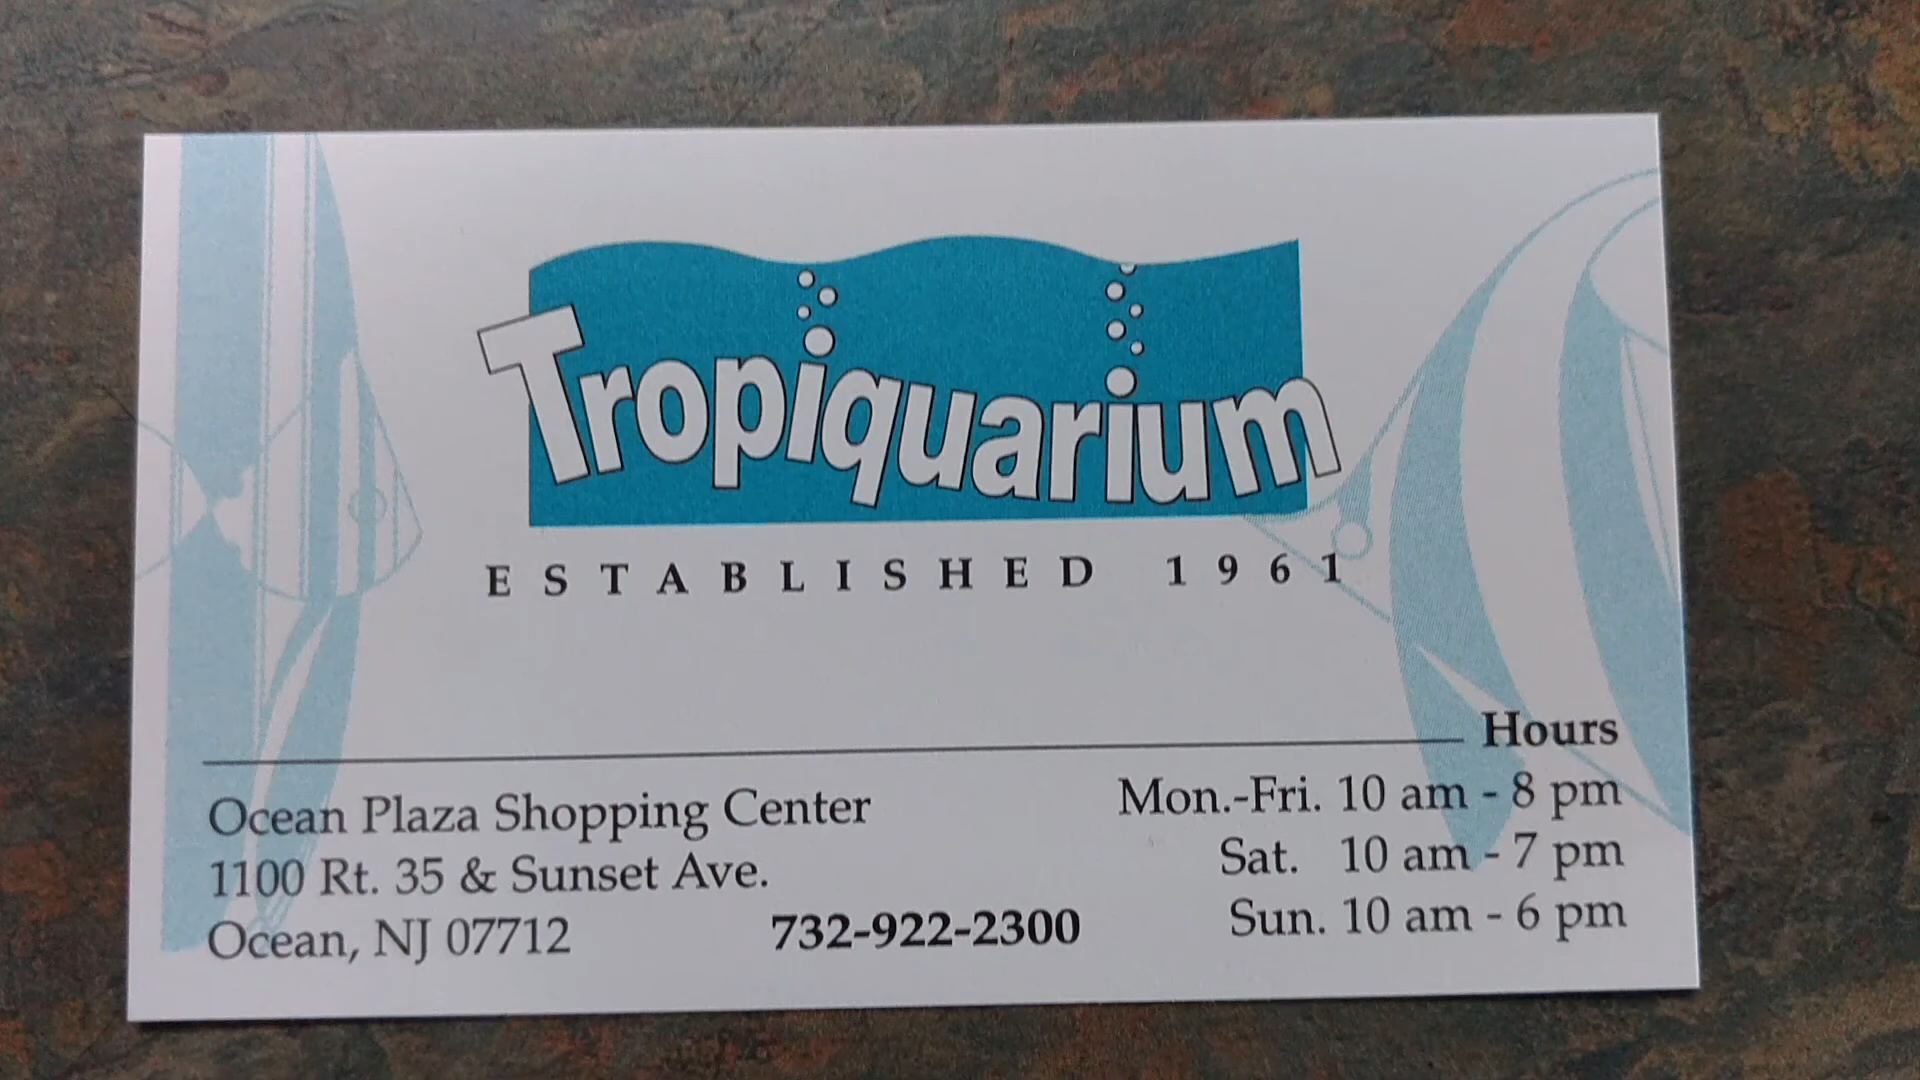 Tropiquarium
ESTABLISHED 1961
Hours
Ocean Plaza Shopping Center
1100 Rt. 35 & Sunset Ave.
Ocean, NJ 07712
732-922-2300
Mon.-Fri. 10 am - 8 pm
Sat. 10 am - 7 pm
Sun. 10 am - 6 pm